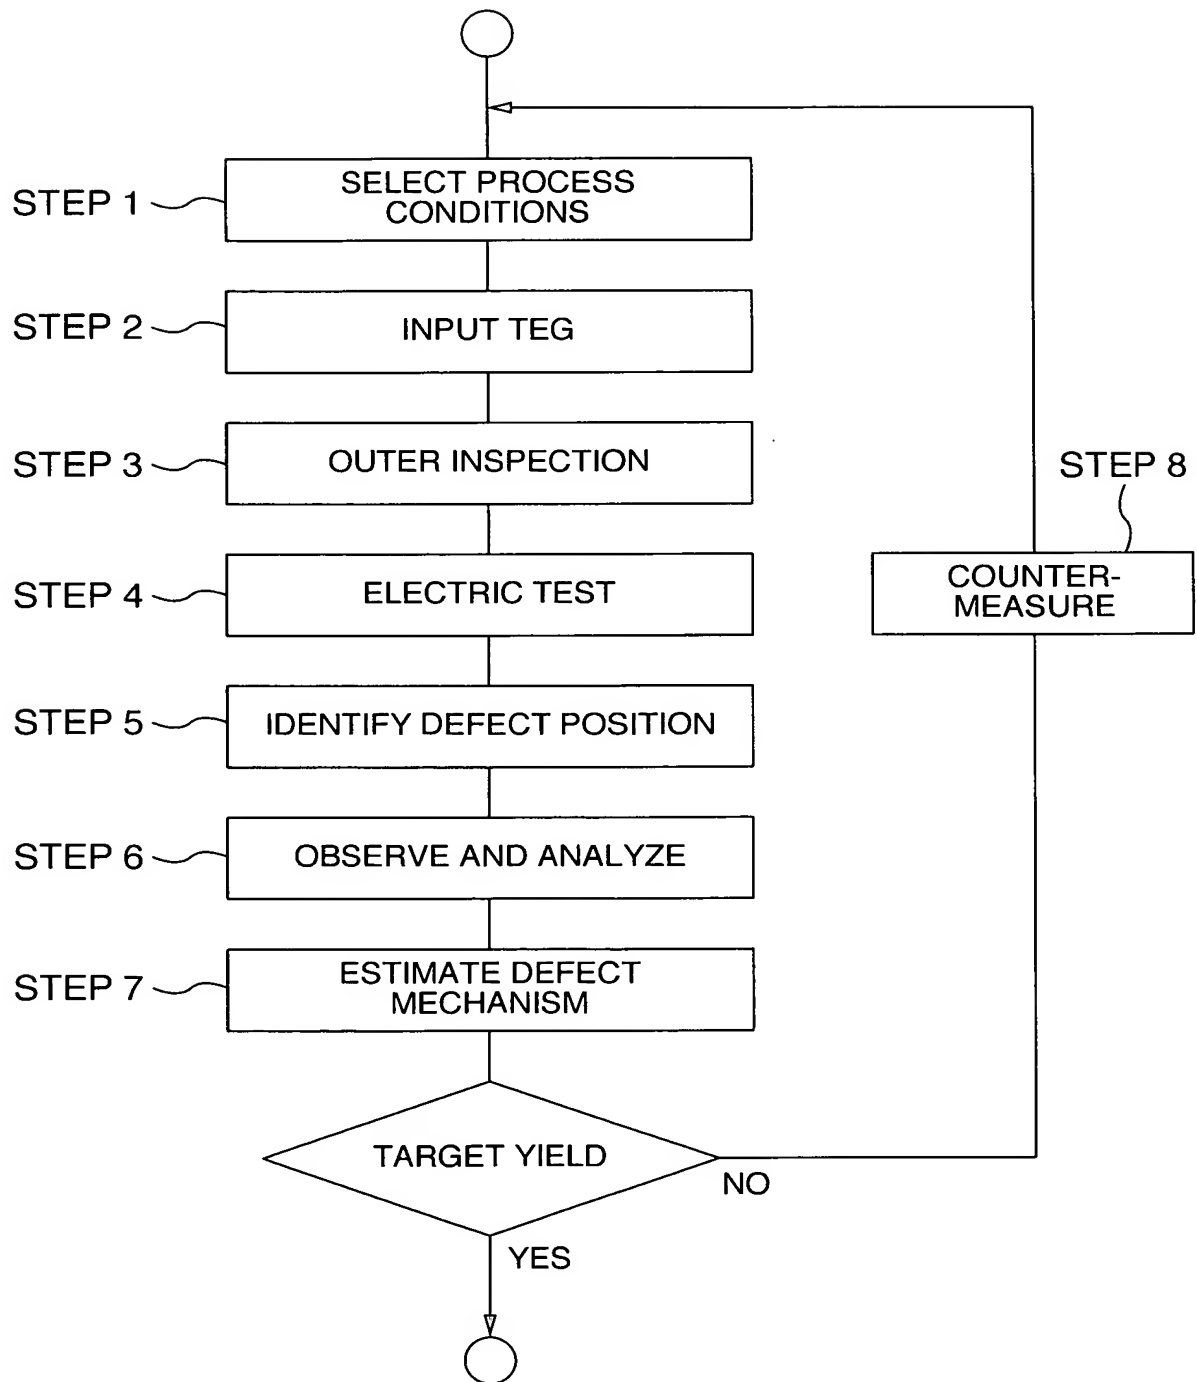 STEP 1
SELECT PROCESS
CONDITIONS
STEP 2
INPUT TEG
STEP 3
OUTER INSPECTION
STEP 4
ELECTRIC TEST
STEP 5
IDENTIFY DEFECT POSITION
STEP 6
OBSERVE AND ANALYZE
STEP 7
ESTIMATE DEFECT
MECHANISM
TARGET YIELD
NO
YES
STEP 8
COUNTER-
MEASURE